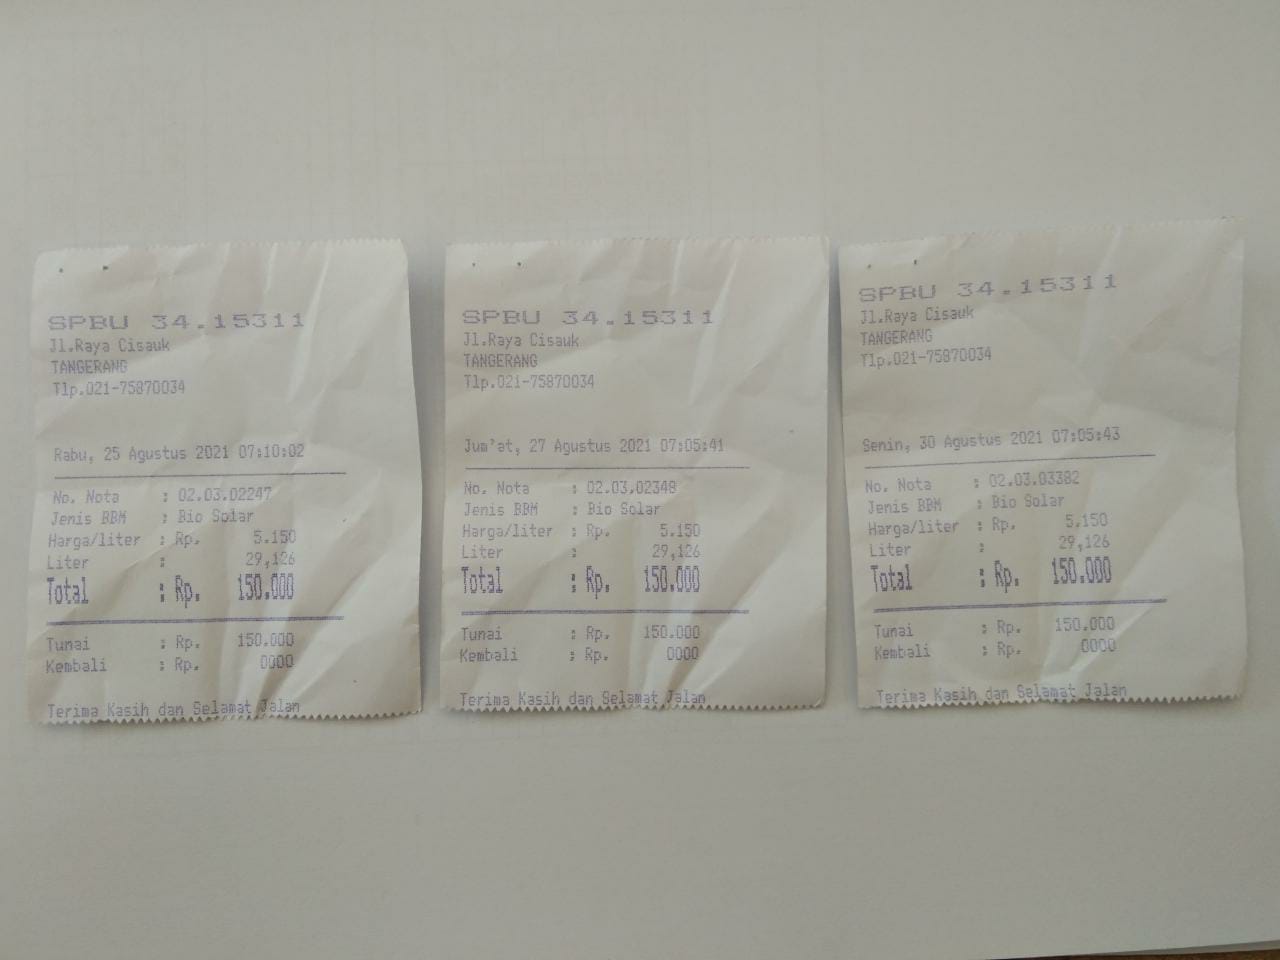 SPBU 34.15311
Jl.Raya Cisauk
TANGERANG
Tlp.021-75870034
Rabu, 25 Agustus 2021 07:10:02
No. Nota : 02.03.02247
Jenis BBM : Bio Solar
Harga/liter : Rp. 5.150
Liter : 29,126
Total : Rp. 150.000
Tunai : Rp. 150.000
Kembali : Rp. 0000
Terima Kasih dan Selamat Jalan
SPBU 34.15311
Jl.Raya Cisauk
TANGERANG
Tlp.021-75870034
Jum'at, 27 Agustus 2021 07:05:41
No. Nota : 02.03.02348
Jenis BBM : Bio Solar
Harga/liter : Rp. 5.150
Liter : 29,126
Total : Rp. 150.000
Tunai : Rp. 150.000
Kembali : Rp. 0000
Terima Kasih dan Selamat Jalan
SPBU 34.15311
Jl.Raya Cisauk
TANGERANG
Tlp.021-75870034
Senin, 30 Agustus 2021 07:05:43
No. Nota : 02.03.03382
Jenis BBM : Bio Solar
Harga/liter : Rp. 5.150
Liter : 29,126
Total : Rp. 150.000
Tunai : Rp. 150.000
Kembali : Rp. 0000
Terima Kasih dan Selamat Jalan